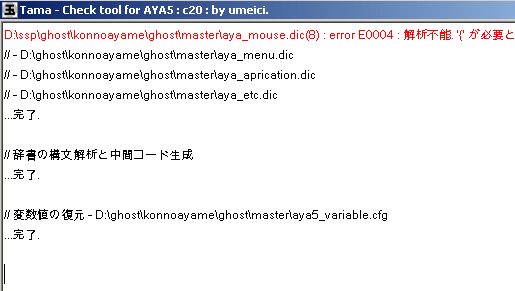 玉 Tama - Check tool for AYA5 : c20 : by umeici.
D:\ssp\ghost\konnoayame\ghost\master\aya_mouse.dic(8) : error E0004 : 解析不能.'{' が必要と
// - D:\ghost\konnoayame\ghost\master\aya_menu.dic
// - D:\ghost\konnoayame\ghost\master\aya_aprication.dic
// - D:\ghost\konnoayame\ghost\master\aya_etc.dic
...完了.
// 辞書の構文解析と中間コード生成
...完了.
// 変数値の復元 - D:\ghost\konnoayame\ghost\master\aya5_variable.cfg
...完了.